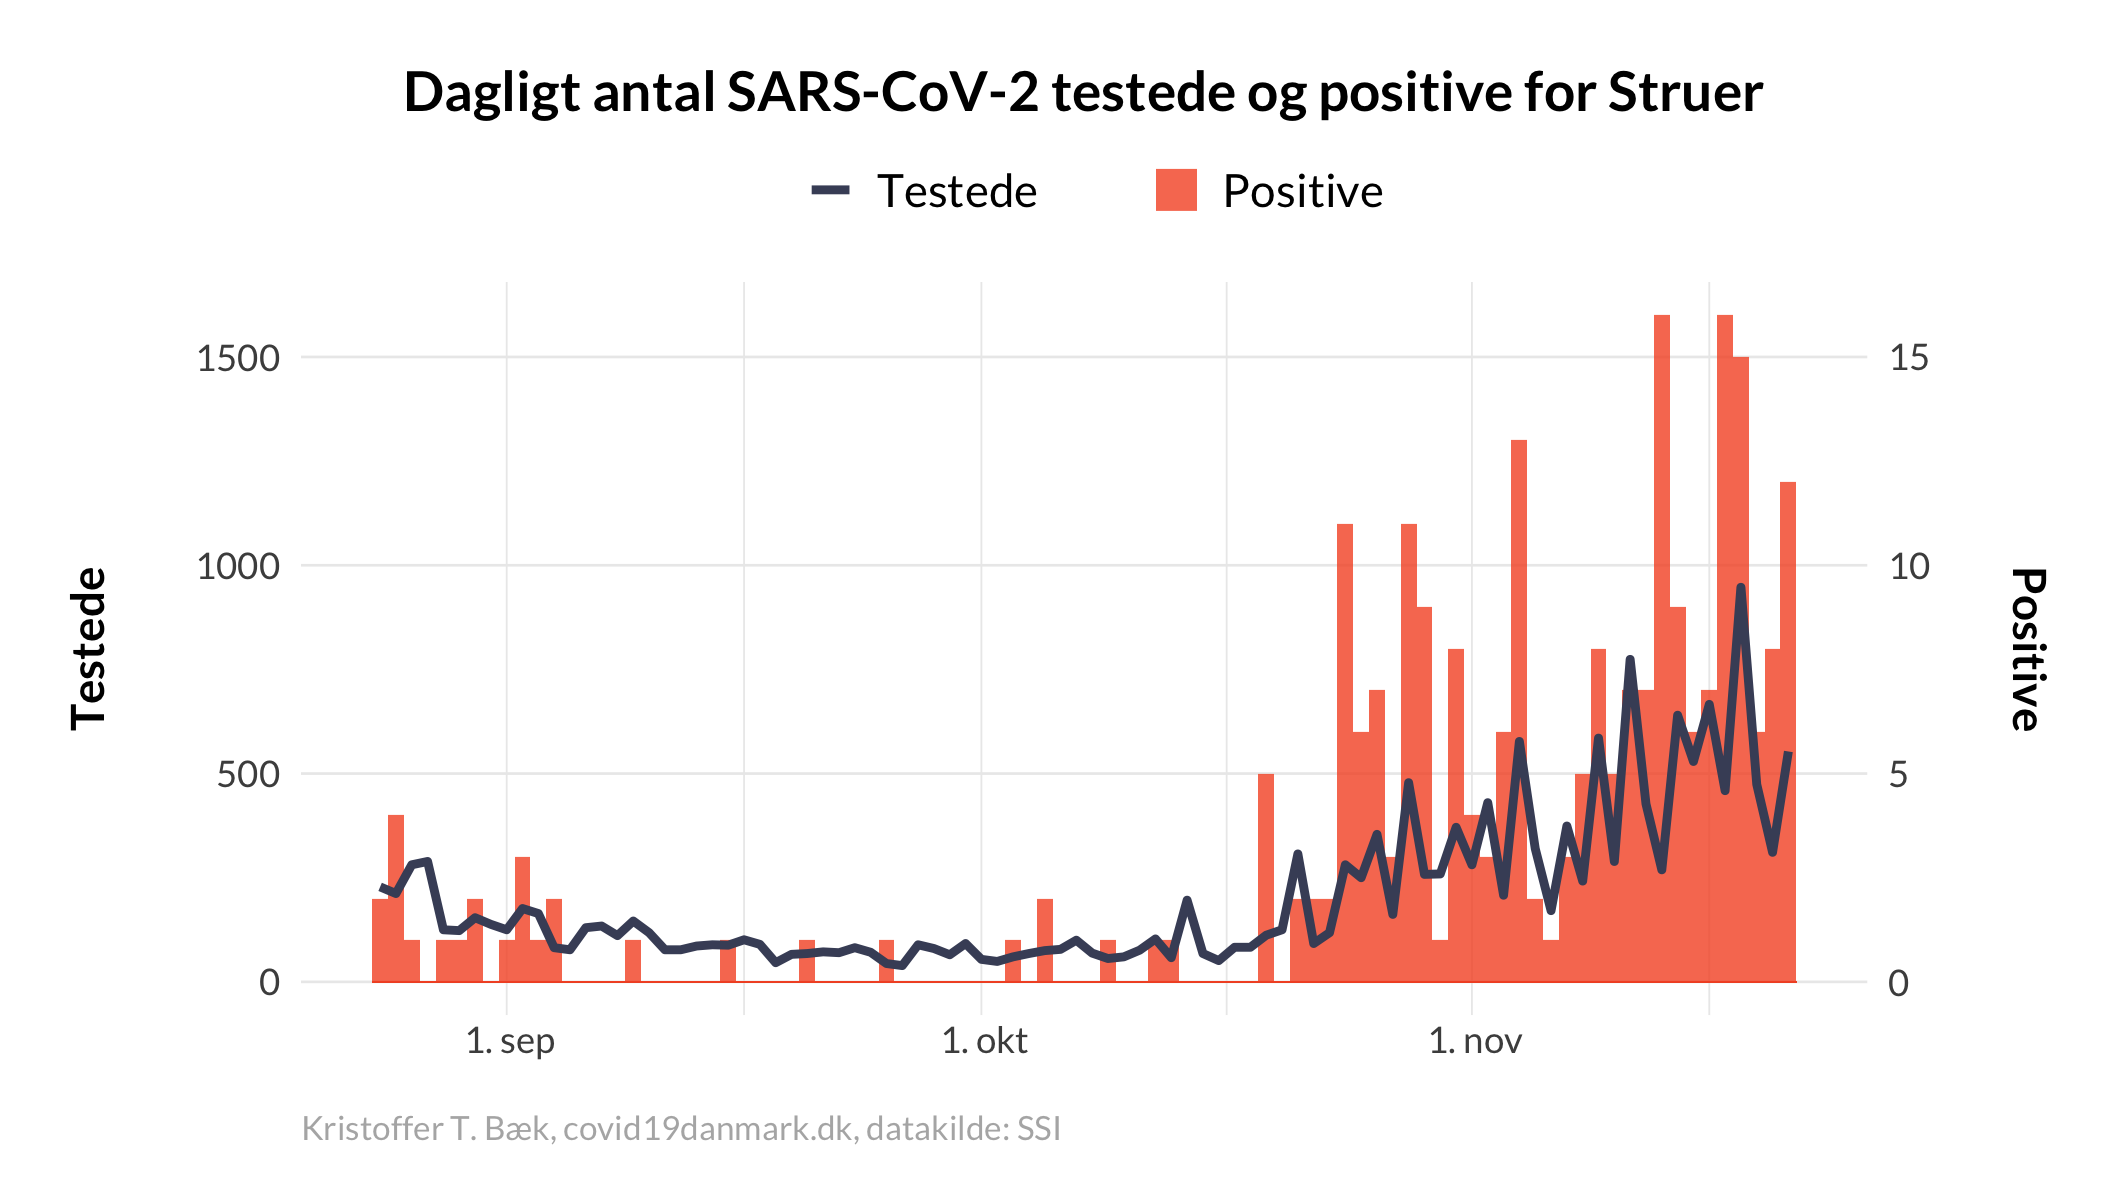 Dagligt antal SARS-CoV-2 testede og positive for Struer
Testede
Positive
1500
1000
500
0
15
10
5
0
Testede
Positive
1. sep
1. okt
1. nov
Kristoffer T. Bæk, covid19danmark.dk, datakilde: SSI